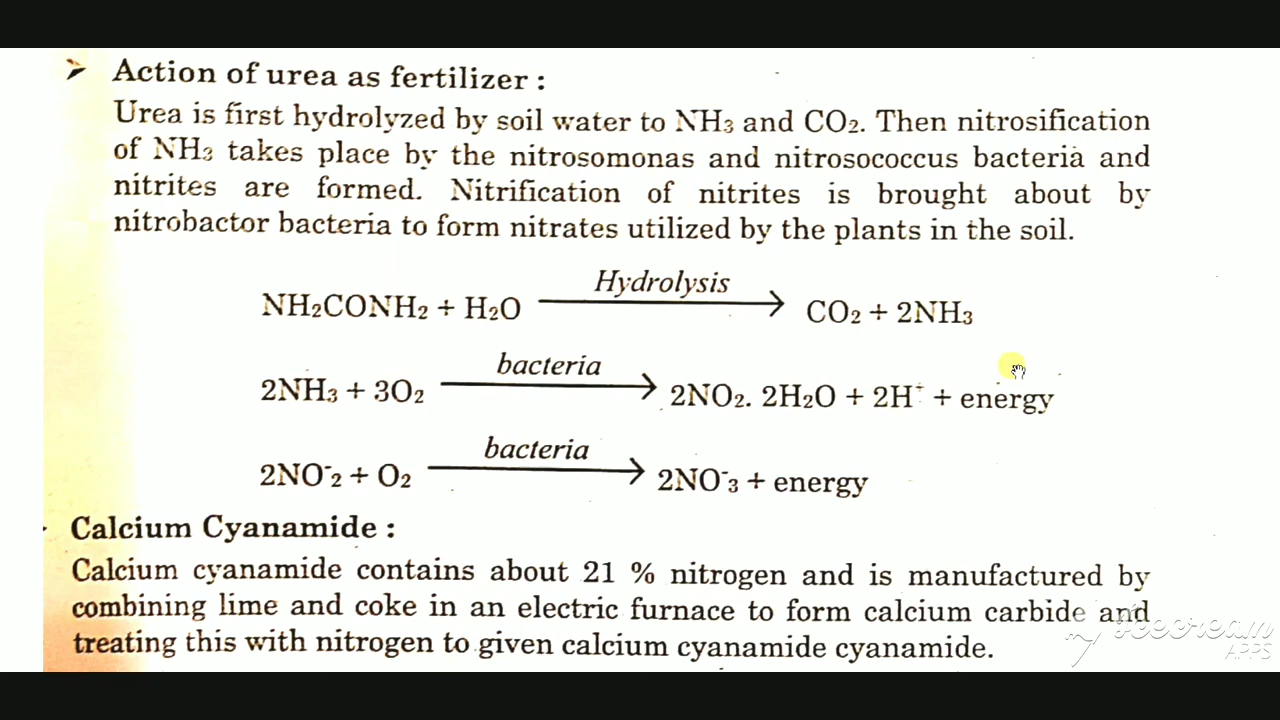 ➤ Action of urea as fertilizer :
Urea is first hydrolyzed by soil water to NH₃ and CO₂. Then nitrosification
of NH₃ takes place by the nitrosomonas and nitrosococcus bacteria and
nitrites are formed. Nitrification of nitrites is brought about by
nitrobactor bacteria to form nitrates utilized by the plants in the soil.
Hydrolysis
NH₂CONH₂ + H₂O ⟶ CO₂ + 2NH₃
bacteria
2NH₃ + 3O₂ ⟶ 2NO₂. 2H₂O + 2H⁺ + energy
bacteria
2NO⁻₂ + O₂ ⟶ 2NO⁻₃ + energy
Calcium Cyanamide :
Calcium cyanamide contains about 21 % nitrogen and is manufactured by
combining lime and coke in an electric furnace to form calcium carbide and
treating this with nitrogen to given calcium cyanamide cyanamide.
icecream
APPS